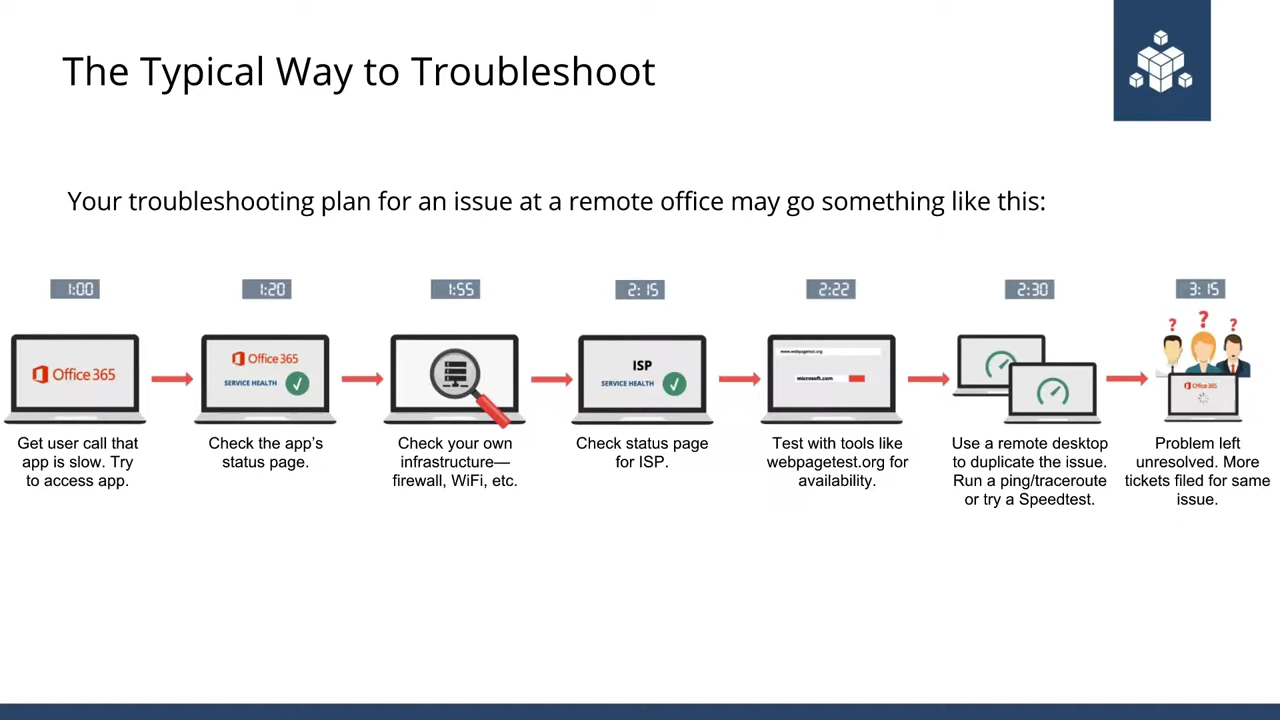 The Typical Way to Troubleshoot
Your troubleshooting plan for an issue at a remote office may go something like this:
1:00
Office 365
Get user call that
app is slow. Try
to access app.
1:20
Office 365
SERVICE HEALTH
Check the app's
status page.
1:55
Check your own
infrastructure—
firewall, WiFi, etc.
2:15
ISP
SERVICE HEALTH
Check status page
for ISP.
2:22
www.webpagetest.org
microsoft.com
Test with tools like
webpagetest.org for
availability.
2:30
Use a remote desktop
to duplicate the issue.
Run a ping/traceroute
or try a Speedtest.
3:15
? ? ?
Office 365
Problem left
unresolved. More
tickets filed for same
issue.